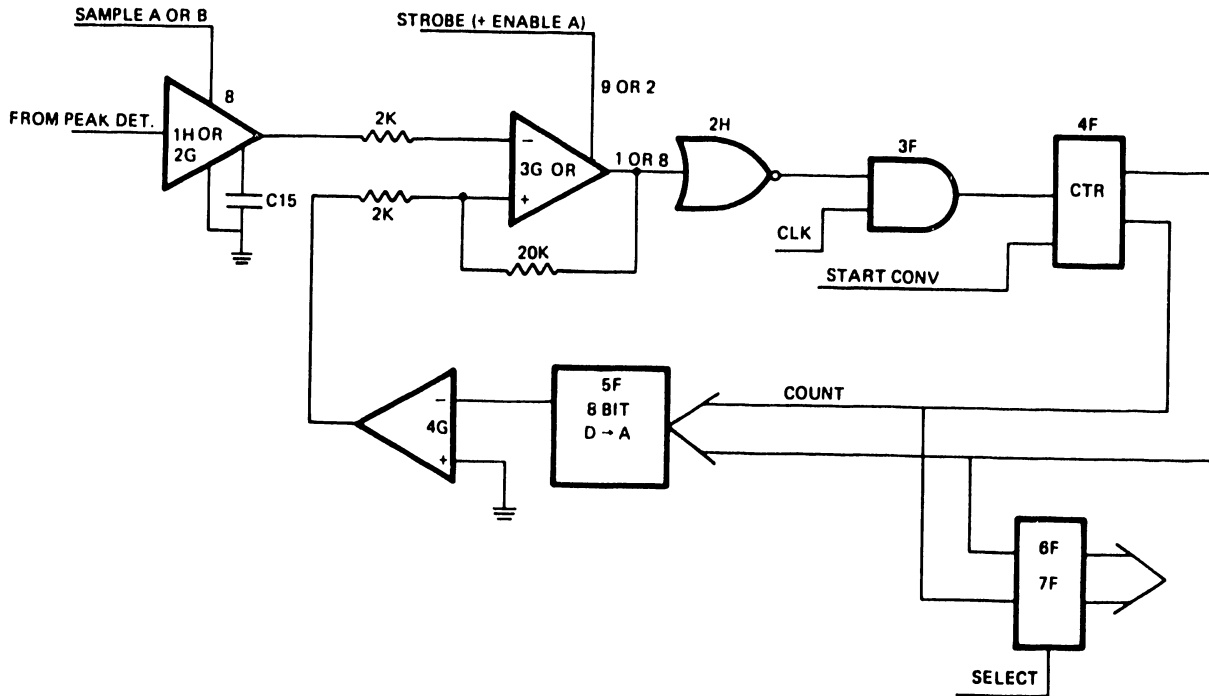 SAMPLE A OR B
STROBE (+ ENABLE A)
8
9 OR 2
FROM PEAK DET.
1H OR
2G
2K
−
3G OR
+
1 OR 8
2H
3F
4F
CTR
C15
2K
20K
CLK
START CONV
5F
8 BIT
D → A
COUNT
−
4G
+
6F
7F
SELECT